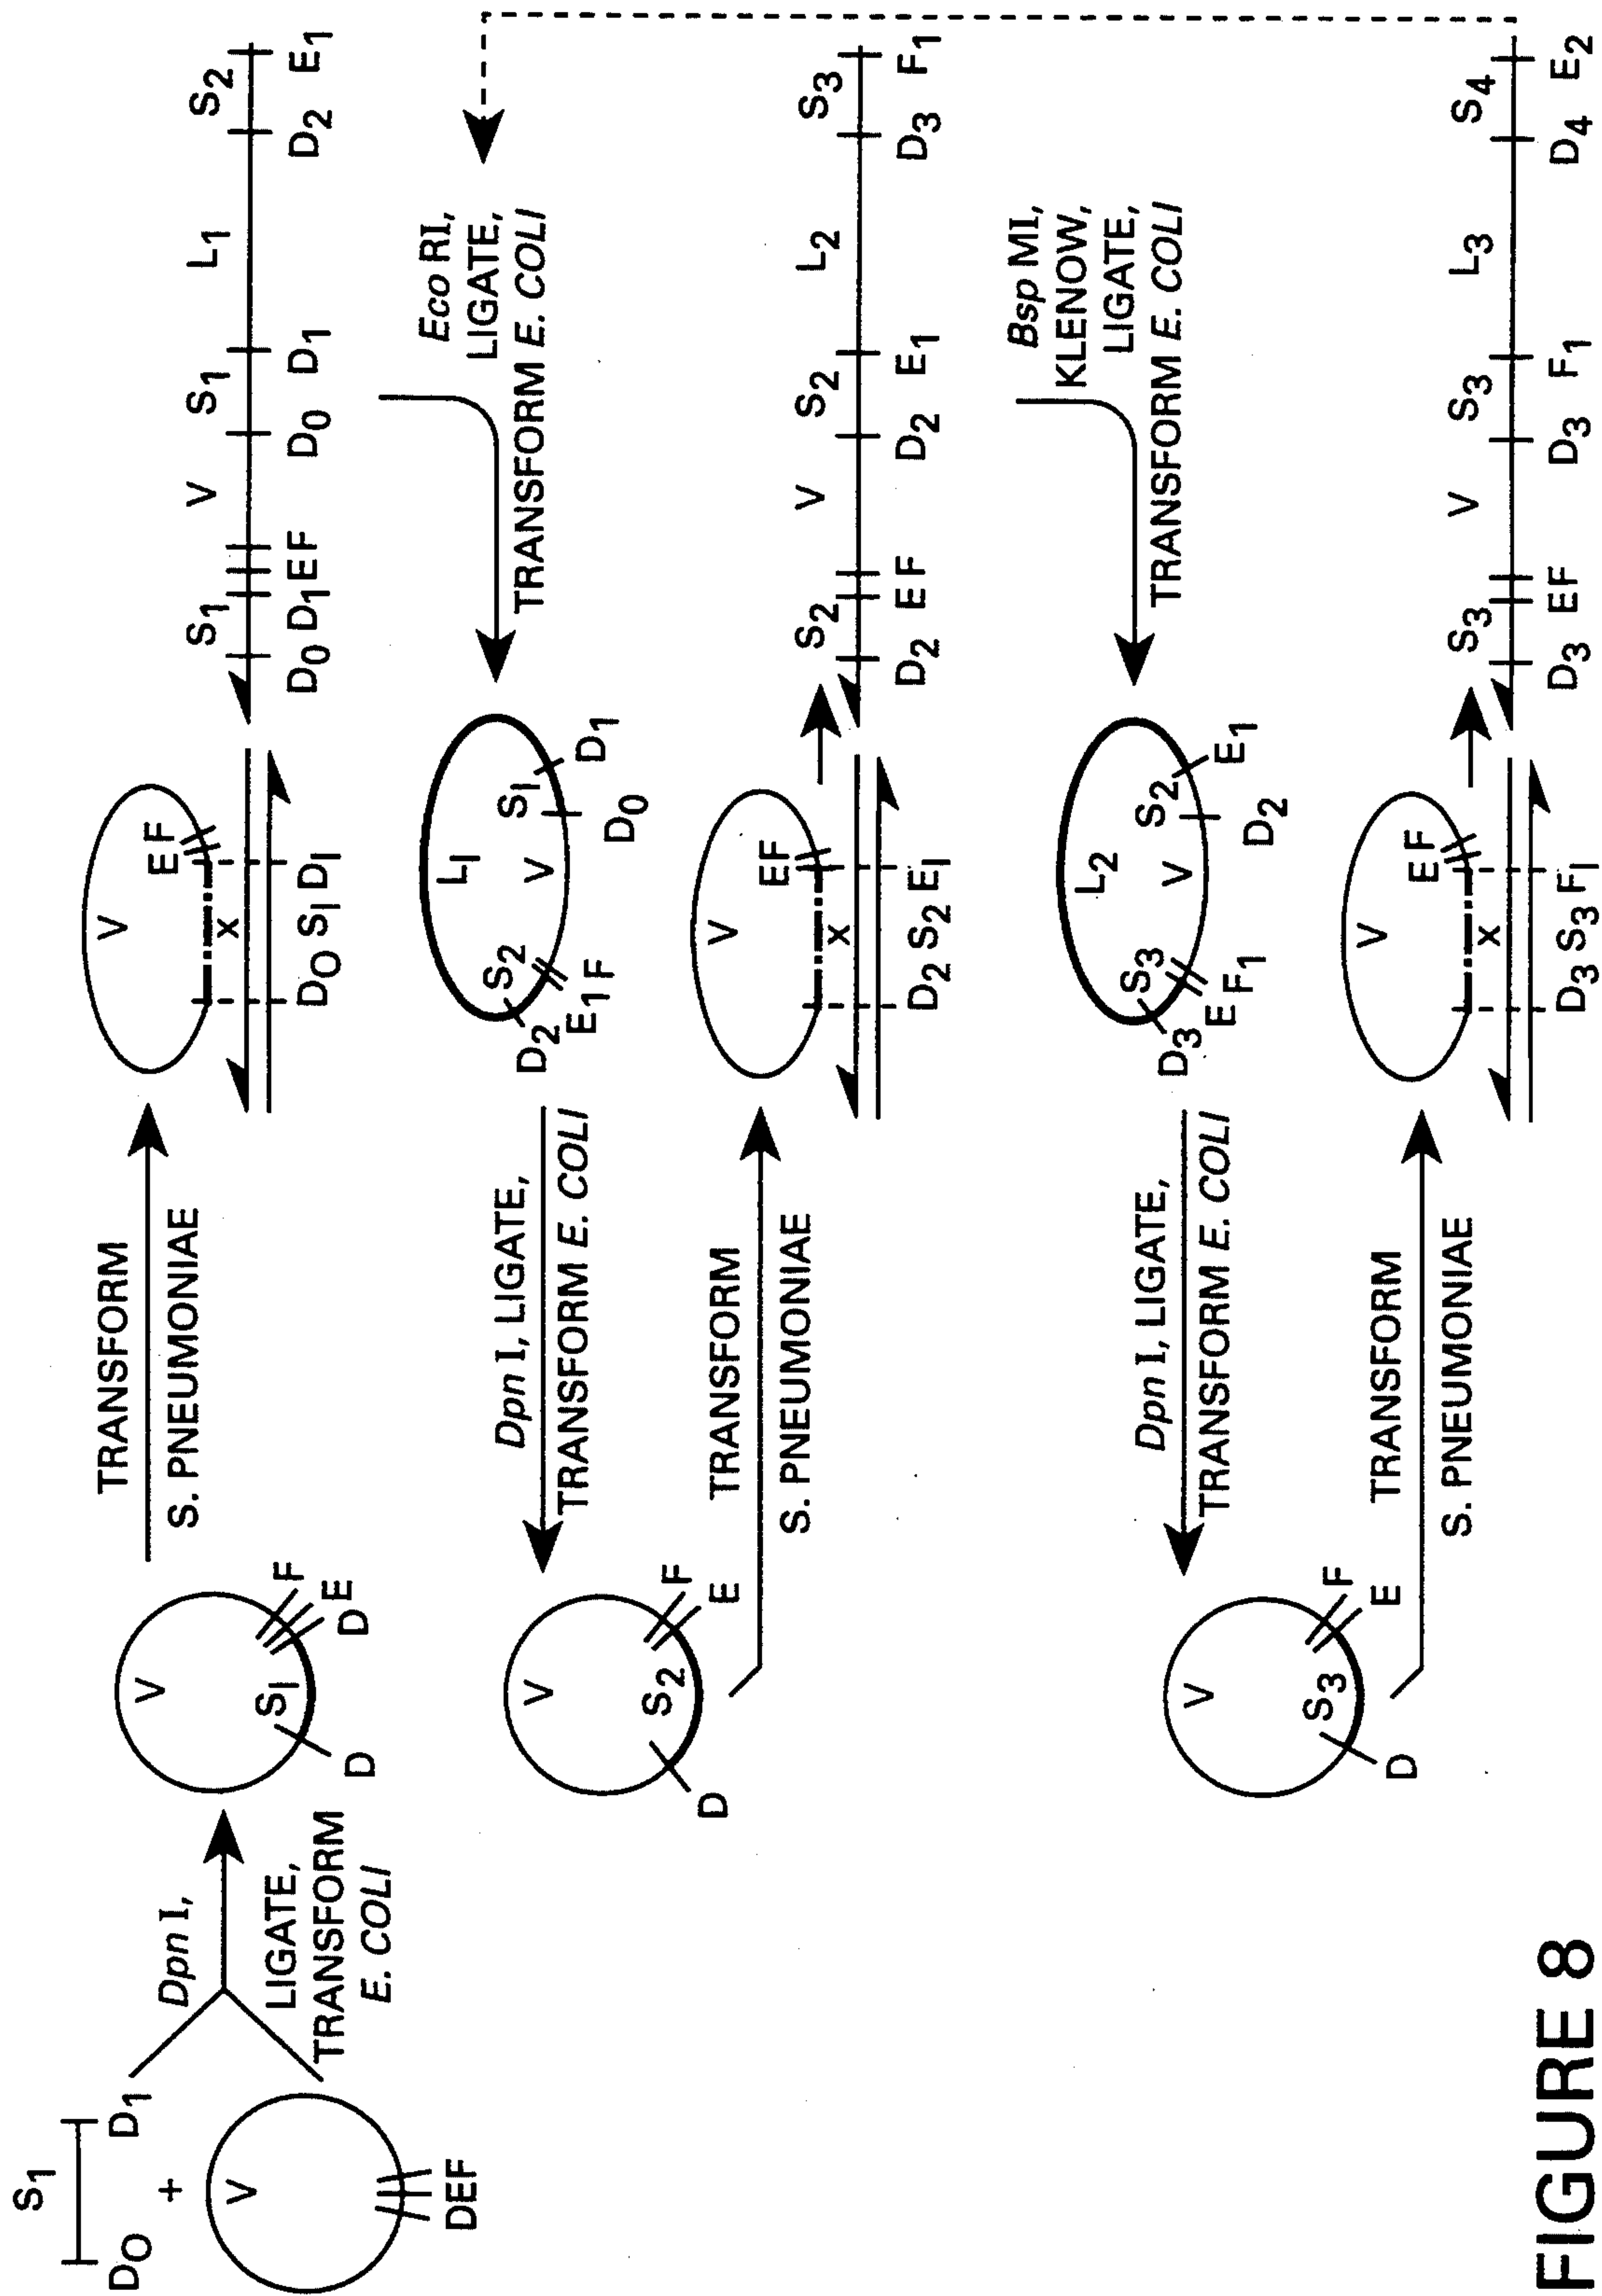 S₁
D₀ D₁
+
V
DEF
Dpn I,
LIGATE,
TRANSFORM
E. COLI
V
S₁
D
D E
F
TRANSFORM
S. PNEUMONIAE
V
E F
X
D₀ S₁ D₁
S₁ V S₁ L₁ S₂
D₀ D₁ E F D₀ D₁ D₂ E₁
Eco RI,
LIGATE,
TRANSFORM E. COLI
L₁
S₂ V S₁
D₂ E₁ F D₀ D₁
Dpn I, LIGATE,
TRANSFORM E. COLI
V
S₂
D
E
F
TRANSFORM
S. PNEUMONIAE
V
EF
X
D₂ S₂ E₁
S₂ V S₂ L₂ S₃
D₂ E F D₂ E₁ D₃ F₁
Bsp MI,
KLENOW,
LIGATE,
TRANSFORM E. COLI
L₂
S₃ V S₂
D₃ E F₁ D₂ E₁
Dpn I, LIGATE,
TRANSFORM E. COLI
V
S₃
D
E
F
TRANSFORM
S. PNEUMONIAE
V
E F
X
D₃ S₃ F₁
S₃ V S₃ L₃ S₄
D₃ E F D₃ F₁ D₄ E₂
FIGURE 8